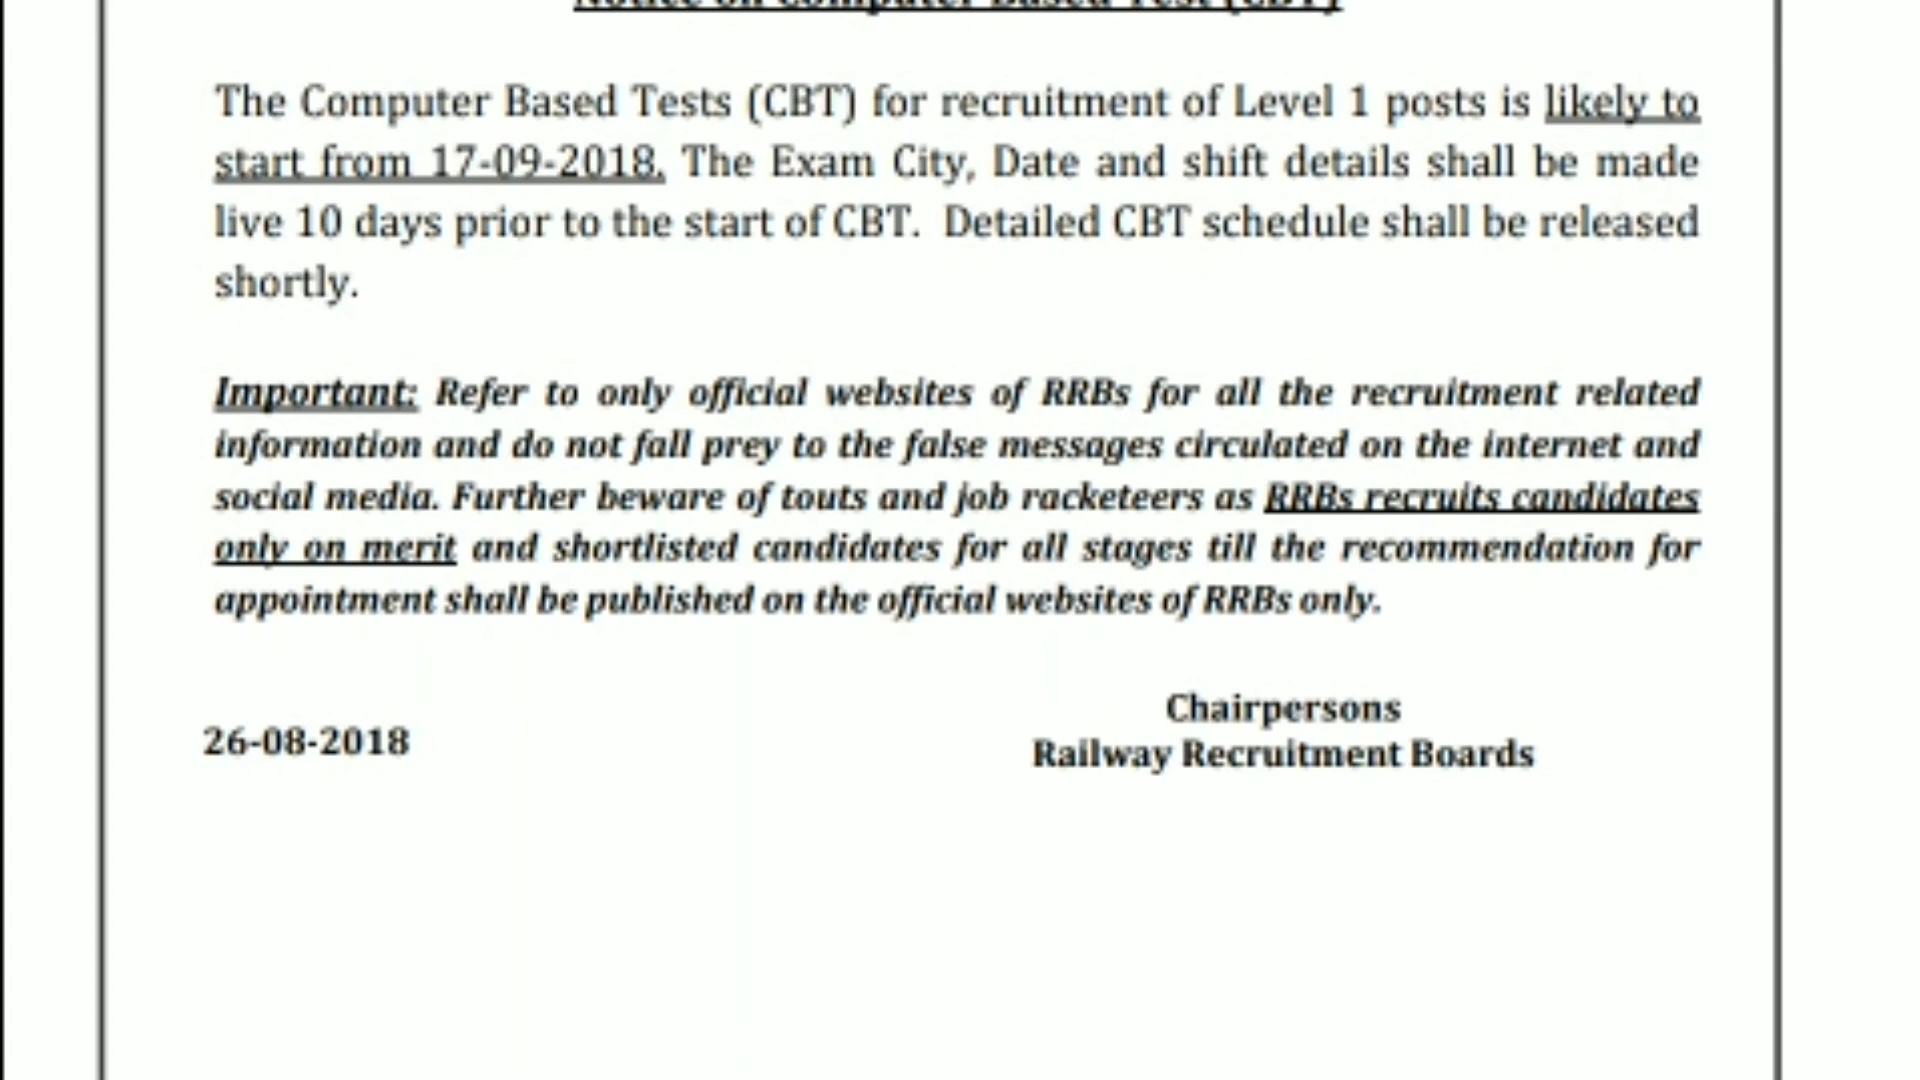 Notice on Computer Based Test (CBT)
The Computer Based Tests (CBT) for recruitment of Level 1 posts is likely to
start from 17-09-2018. The Exam City, Date and shift details shall be made
live 10 days prior to the start of CBT. Detailed CBT schedule shall be released
shortly.
Important: Refer to only official websites of RRBs for all the recruitment related
information and do not fall prey to the false messages circulated on the internet and
social media. Further beware of touts and job racketeers as RRBs recruits candidates
only on merit and shortlisted candidates for all stages till the recommendation for
appointment shall be published on the official websites of RRBs only.
Chairpersons
26-08-2018
Railway Recruitment Boards